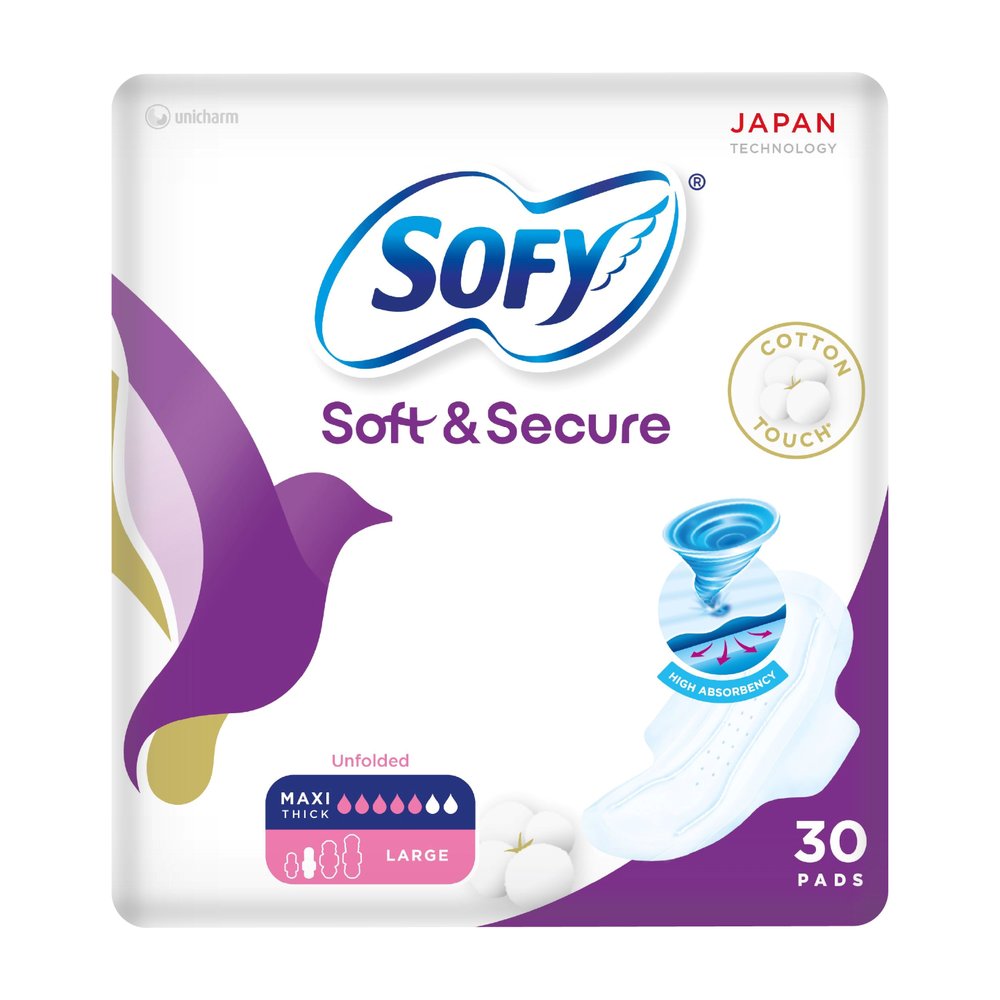 unicharm
JAPAN
TECHNOLOGY
SOFY®
Soft & Secure
COTTON
TOUCH*
HIGH ABSORBENCY
Unfolded
MAXI
THICK
LARGE
30
PADS